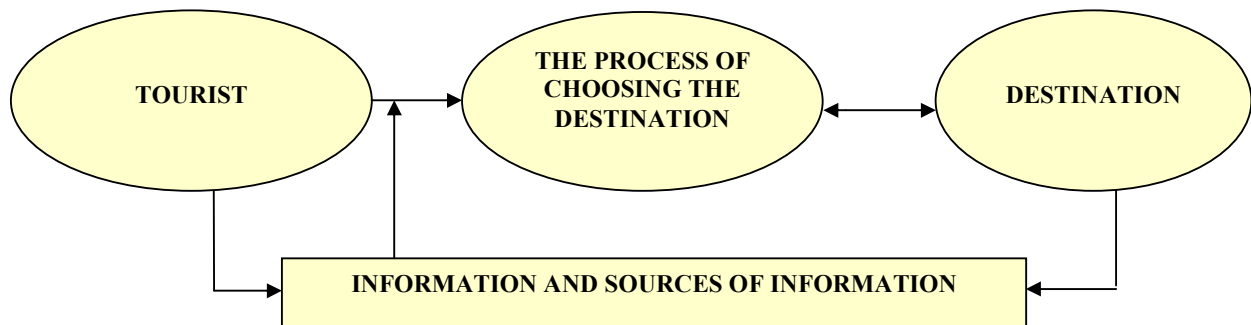 TOURIST
THE PROCESS OF
CHOOSING THE
DESTINATION
DESTINATION
INFORMATION AND SOURCES OF INFORMATION